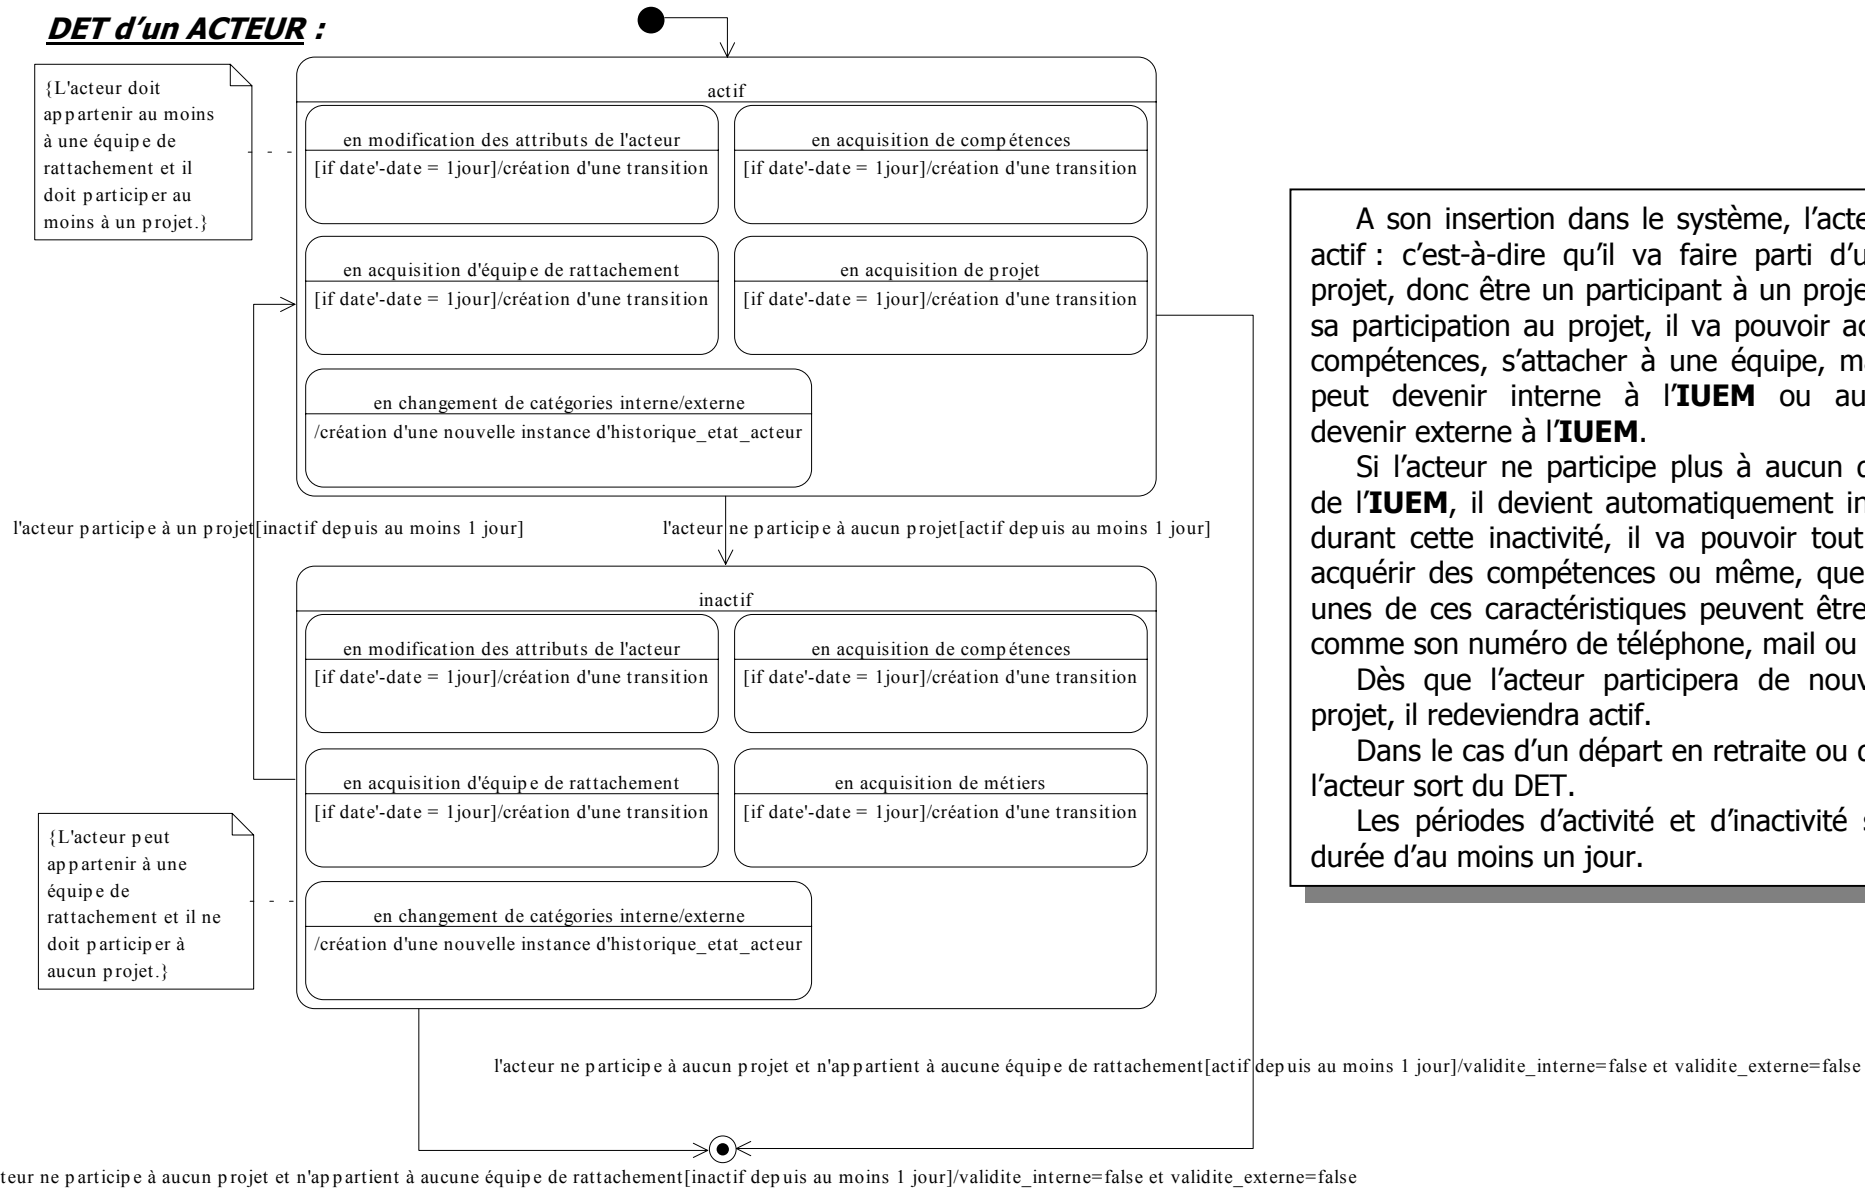 DET d'un ACTEUR :
{L'acteur doit
appartenir au moins
à une équipe de
rattachement et il
doit participer au
moins à un projet.}
actif
en modification des attributs de l'acteur
[if date'-date = 1jour]/création d'une transition
en acquisition de compétences
[if date'-date = 1jour]/création d'une transition
en acquisition d'équipe de rattachement
[if date'-date = 1jour]/création d'une transition
en acquisition de projet
[if date'-date = 1jour]/création d'une transition
en changement de catégories interne/externe
/création d'une nouvelle instance d'historique_etat_acteur
l'acteur participe à un projet[inactif depuis au moins 1 jour]
l'acteur ne participe à aucun projet[actif depuis au moins 1 jour]
inactif
en modification des attributs de l'acteur
[if date'-date = 1jour]/création d'une transition
en acquisition de compétences
[if date'-date = 1jour]/création d'une transition
en acquisition d'équipe de rattachement
[if date'-date = 1jour]/création d'une transition
en acquisition de métiers
[if date'-date = 1jour]/création d'une transition
en changement de catégories interne/externe
/création d'une nouvelle instance d'historique_etat_acteur
{L'acteur peut
appartenir à une
équipe de
rattachement et il ne
doit participer à
aucun projet.}
l'acteur ne participe à aucun projet et n'appartient à aucune équipe de rattachement[actif depuis au moins 1 jour]/validite_interne=false et validite_externe=false
ne participe à aucun projet et n'appartient à aucune équipe de rattachement[inactif depuis au moins 1 jour]/validite_interne=false et validite_externe=false
A son insertion dans le système,
actif : c'est-à-dire qu'il va faire parti
projet, donc être un participant à un
sa participation au projet, il va pouvoir
compétences, s'attacher à une équipe,
peut devenir interne à l'IUEM ou
devenir externe à l'IUEM.
Si l'acteur ne participe plus à aucun
de l'IUEM, il devient automatiquement
durant cette inactivité, il va pouvoir tout
acquérir des compétences ou même,
unes de ces caractéristiques peuvent être
comme son numéro de téléphone, mail ou
Dès que l'acteur participera de
projet, il redeviendra actif.
Dans le cas d'un départ en retraite ou
l'acteur sort du DET.
Les périodes d'activité et d'inactivité
durée d'au moins un jour.